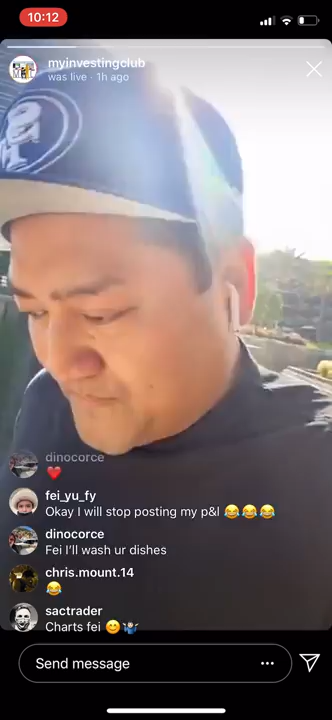 10:12
myinvestingclub
was live · 1h ago
dinocorce
❤️
fei_yu_fy
Okay I will stop posting my p&l 😂😂😂
dinocorce
Fei I'll wash ur dishes
chris.mount.14
😂
sactrader
Charts fei 😊🤷🏻‍♂️
Send message